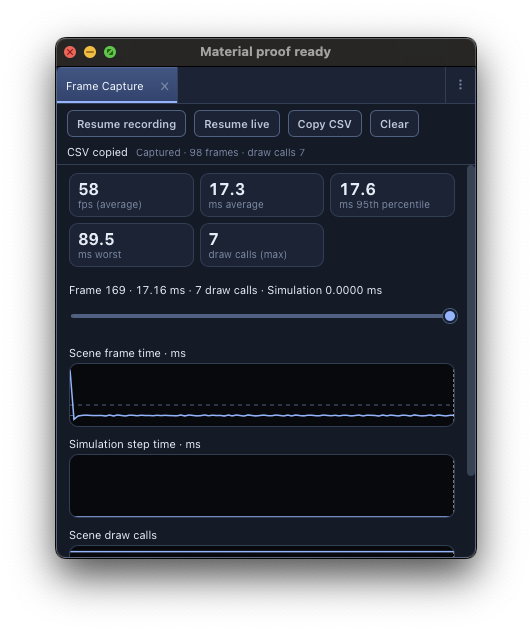 Material proof ready
Frame Capture
Resume recording Resume live Copy CSV Clear
CSV copied Captured · 98 frames · draw calls 7
58 17.3 17.6
fps (average) ms average ms 95th percentile
89.5 7
ms worst draw calls (max)
Frame 169 · 17.16 ms · 7 draw calls · Simulation 0.0000 ms
Scene frame time · ms
Simulation step time · ms
Scene draw calls